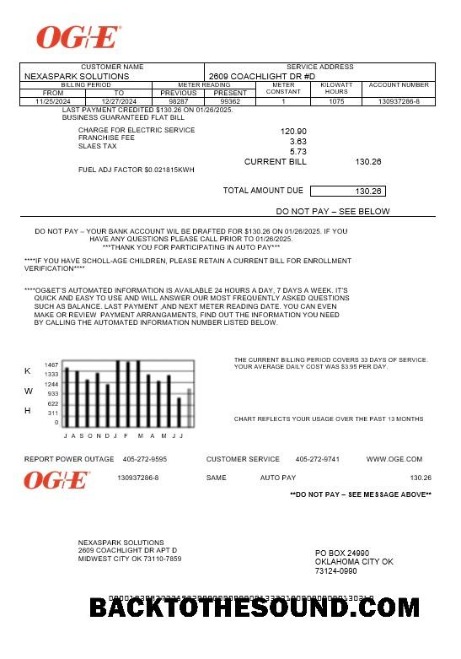 OG&E
CUSTOMER NAME SERVICE ADDRESS
NEXASPARK SOLUTIONS 2609 COACHLIGHT DR #D
BILLING PERIOD METER READING METER KILOWATT ACCOUNT NUMBER
FROM TO PREVIOUS PRESENT CONSTANT HOURS
11/25/2024 12/27/2024 98287 99362 1 1075 130937286-8
LAST PAYMENT CREDITED $130.26 ON 01/26/2025.
BUSINESS GUARANTEED FLAT BILL
CHARGE FOR ELECTRIC SERVICE 120.90
FRANCHISE FEE 3.63
SLAES TAX 5.73
CURRENT BILL 130.26
FUEL ADJ FACTOR $0.021815KWH
TOTAL AMOUNT DUE 130.26
DO NOT PAY – SEE BELOW
DO NOT PAY – YOUR BANK ACCOUNT WIL BE DRAFTED FOR $130.26 ON 01/26/2025. IF YOU
HAVE ANY QUESTIONS PLEASE CALL PRIOR TO 01/26/2025.
***THANK YOU FOR PARTICIPATING IN AUTO PAY***
****IF YOU HAVE SCHOLL-AGE CHILDREN, PLEASE RETAIN A CURRENT BILL FOR ENROLLMENT
VERIFICATION****
****OG&ET'S AUTOMATED INFORMATION IS AVAILABLE 24 HOURS A DAY, 7 DAYS A WEEK. IT'S
QUICK AND EASY TO USE AND WILL ANSWER OUR MOST FREQUENTLY ASKED QUESTIONS
SUCH AS BALANCE. LAST PAYMENT ,AND NEXT METER READING DATE. YOU CAN EVEN
MAKE OR REVIEW PAYMENT ARRANGAMENTS, FIND OUT THE INFORMATION YOU NEED
BY CALLING THE AUTOMATED INFORMATION NUMBER LISTED BELOW.
K W H
1467
1333
1244
933
622
311
0
J A S O N D J F M A M J J
THE CURRENT BILLING PERIOD COVERS 33 DAYS OF SERVICE.
YOUR AVERAGE DAILY COST WAS $3.95 PER DAY.
CHART REFLECTS YOUR USAGE OVER THE PAST 13 MONTHS
REPORT POWER OUTAGE 405-272-9595 CUSTOMER SERVICE 405-272-9741 WWW.OGE.COM
OG&E 130937286-8 SAME AUTO PAY 130.26
**DO NOT PAY – SEE MESSAGE ABOVE**
NEXASPARK SOLUTIONS
2609 COACHLIGHT DR APT D
MIDWEST CITY OK 73110-7859
PO BOX 24990
OKLAHOMA CITY OK
73124-0990
BACKTOTHESOUND.COM